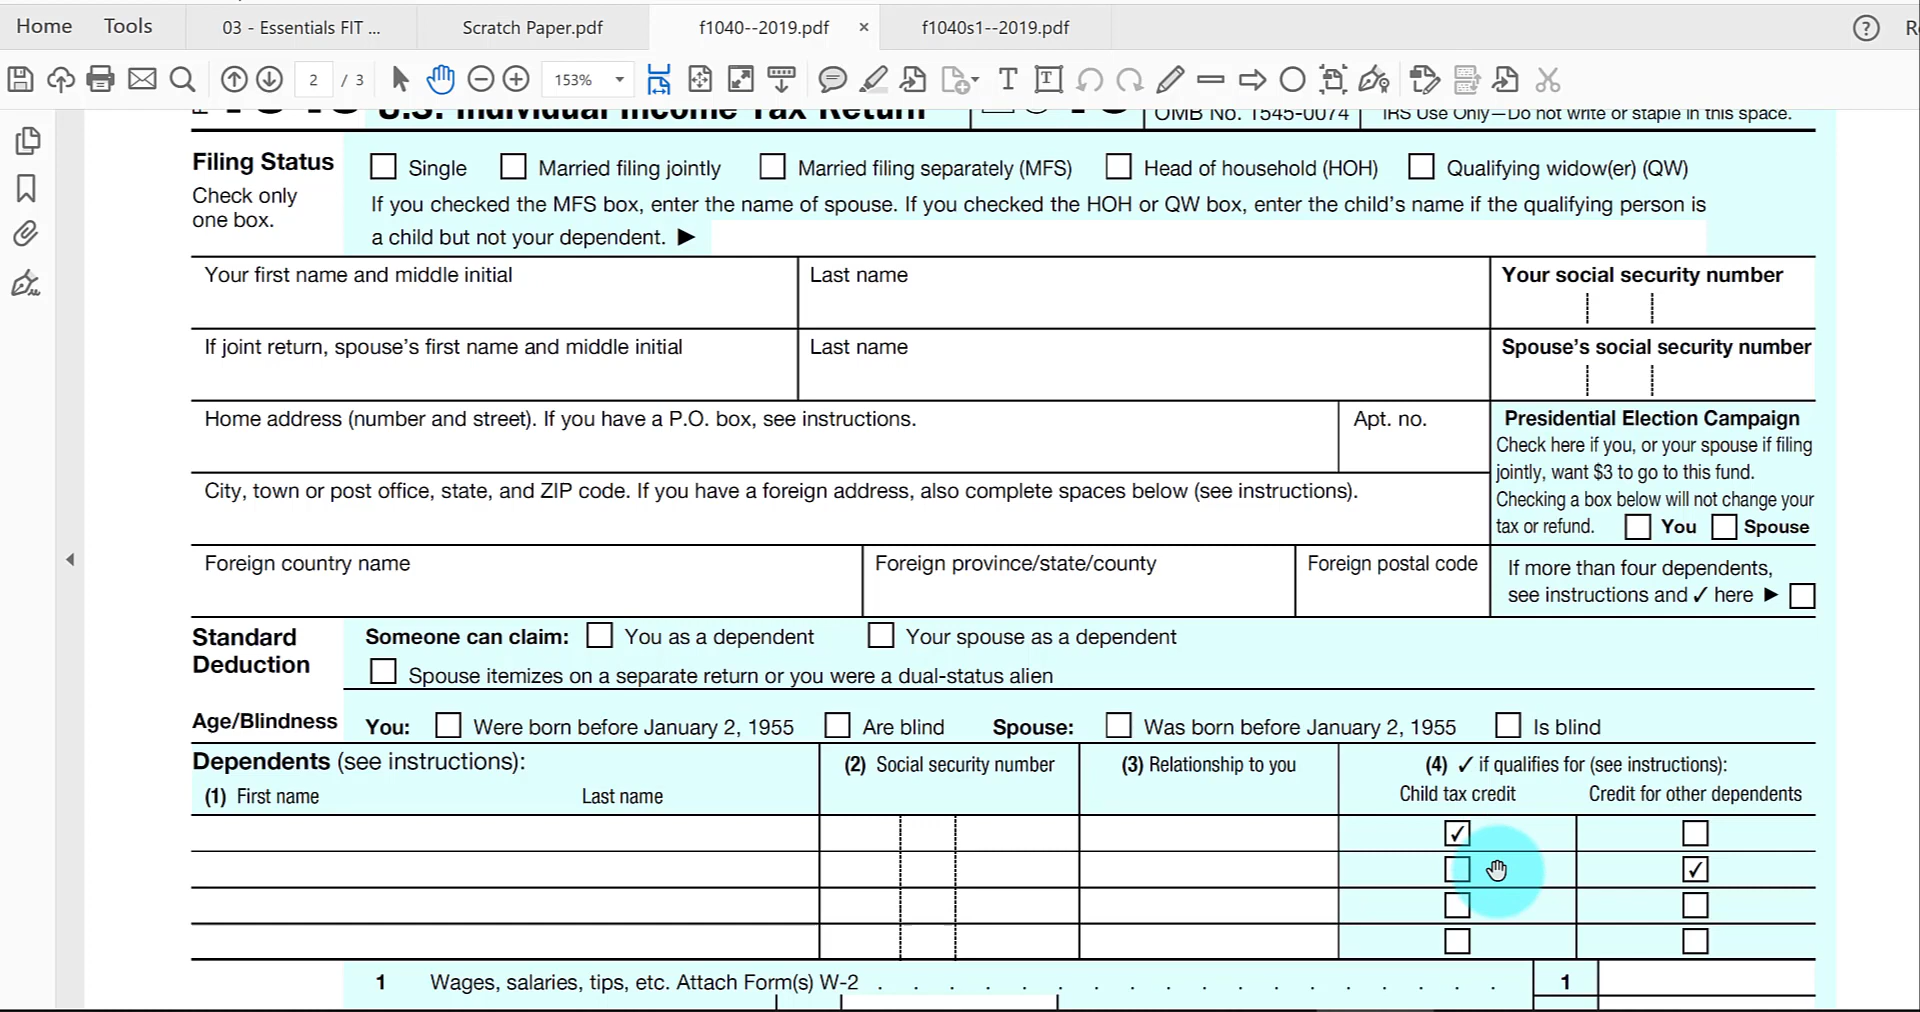 Home Tools 03 - Essentials FIT ... Scratch Paper.pdf f1040--2019.pdf × f1040s1--2019.pdf
2 / 3 153%
U.S. Individual Income Tax Return OMB No. 1545-0074 IRS Use Only—Do not write or staple in this space.
Filing Status Single Married filing jointly Married filing separately (MFS) Head of household (HOH) Qualifying widow(er) (QW)
Check only
one box.
If you checked the MFS box, enter the name of spouse. If you checked the HOH or QW box, enter the child's name if the qualifying person is
a child but not your dependent. ▶
Your first name and middle initial Last name Your social security number
If joint return, spouse's first name and middle initial Last name Spouse's social security number
Home address (number and street). If you have a P.O. box, see instructions. Apt. no.
Presidential Election Campaign
Check here if you, or your spouse if filing
jointly, want $3 to go to this fund.
Checking a box below will not change your
tax or refund. You Spouse
City, town or post office, state, and ZIP code. If you have a foreign address, also complete spaces below (see instructions).
Foreign country name Foreign province/state/county Foreign postal code
If more than four dependents,
see instructions and ✓ here ▶
Standard
Deduction
Someone can claim: You as a dependent Your spouse as a dependent
Spouse itemizes on a separate return or you were a dual-status alien
Age/Blindness You: Were born before January 2, 1955 Are blind Spouse: Was born before January 2, 1955 Is blind
Dependents (see instructions): (2) Social security number (3) Relationship to you (4) ✓ if qualifies for (see instructions):
(1) First name Last name Child tax credit Credit for other dependents
✓
✓
1 Wages, salaries, tips, etc. Attach Form(s) W-2 . . . . . . . . . . . . . . . . . . 1